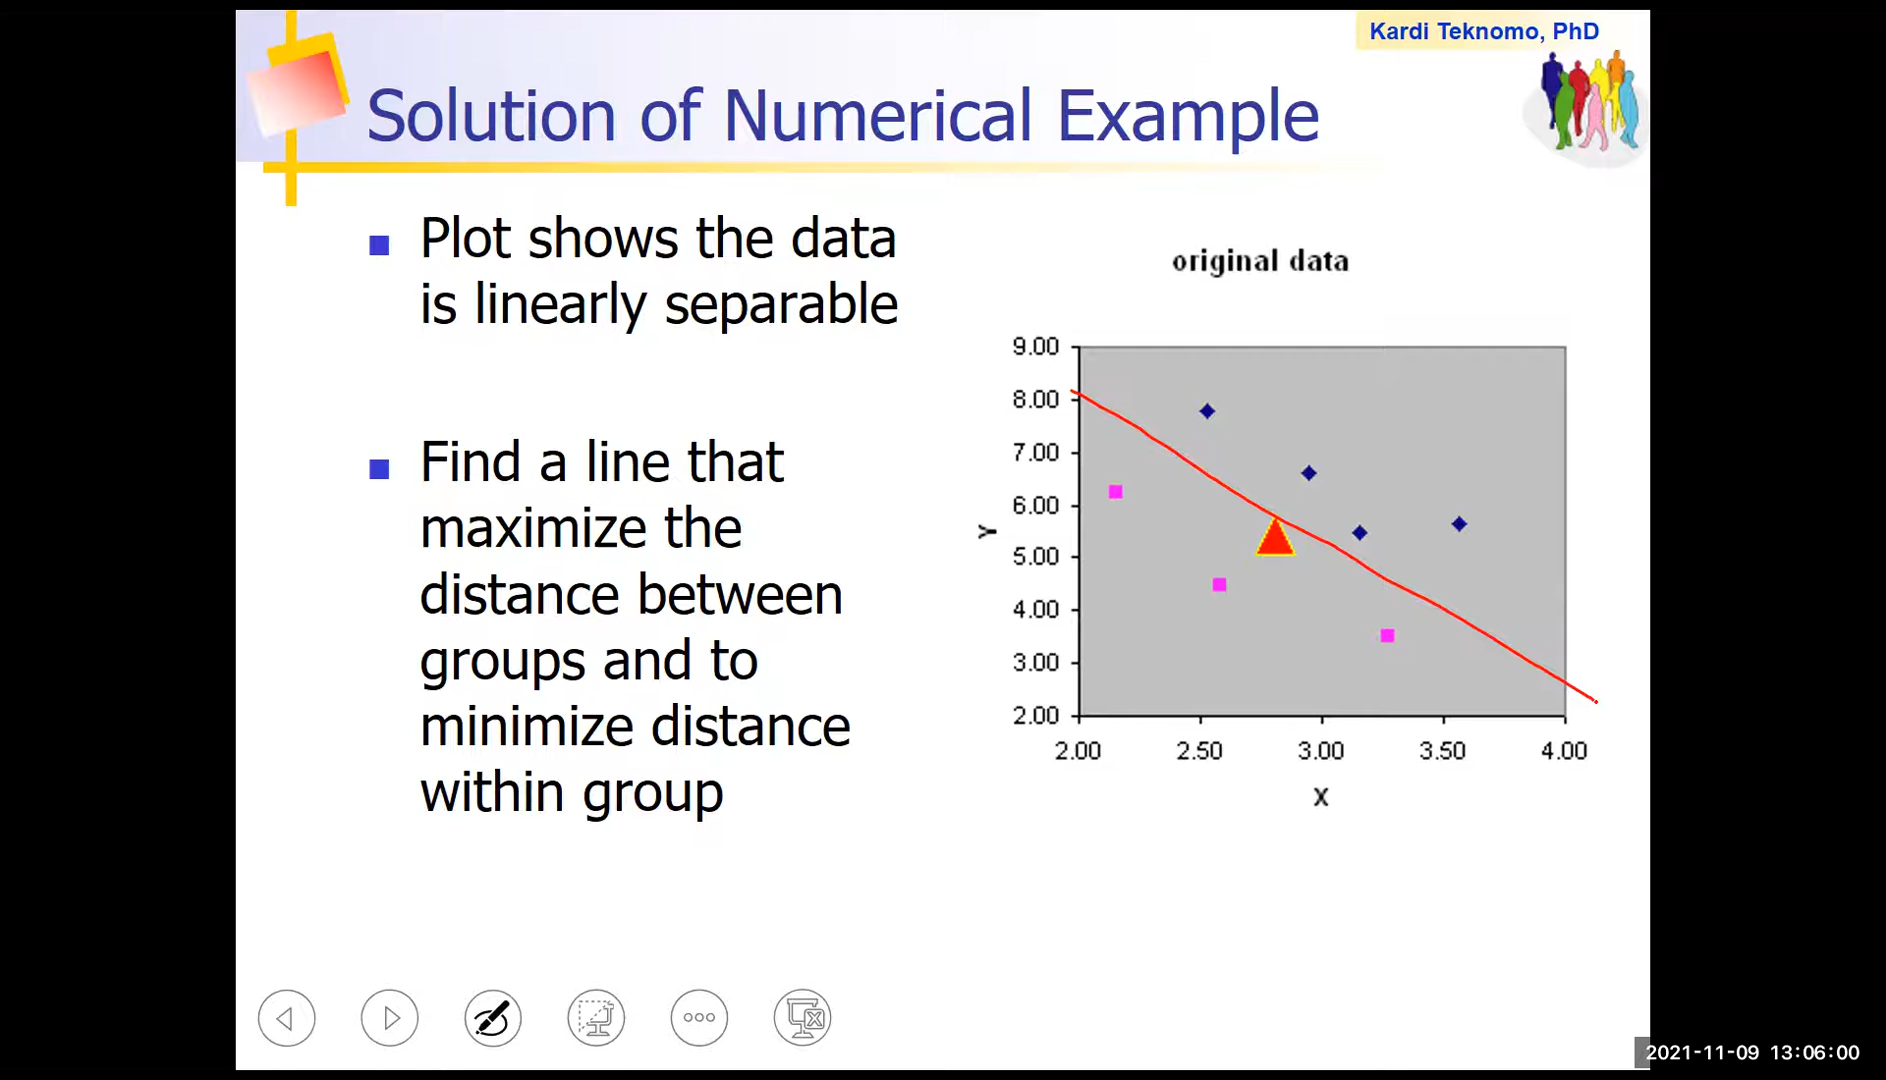 Kardi Teknomo, PhD
Solution of Numerical Example
Plot shows the data
is linearly separable
Find a line that
maximize the
distance between
groups and to
minimize distance
within group
original data
9.00
8.00
7.00
6.00
5.00
4.00
3.00
2.00
Y
2.00 2.50 3.00 3.50 4.00
X
2021-11-09 13:06:00